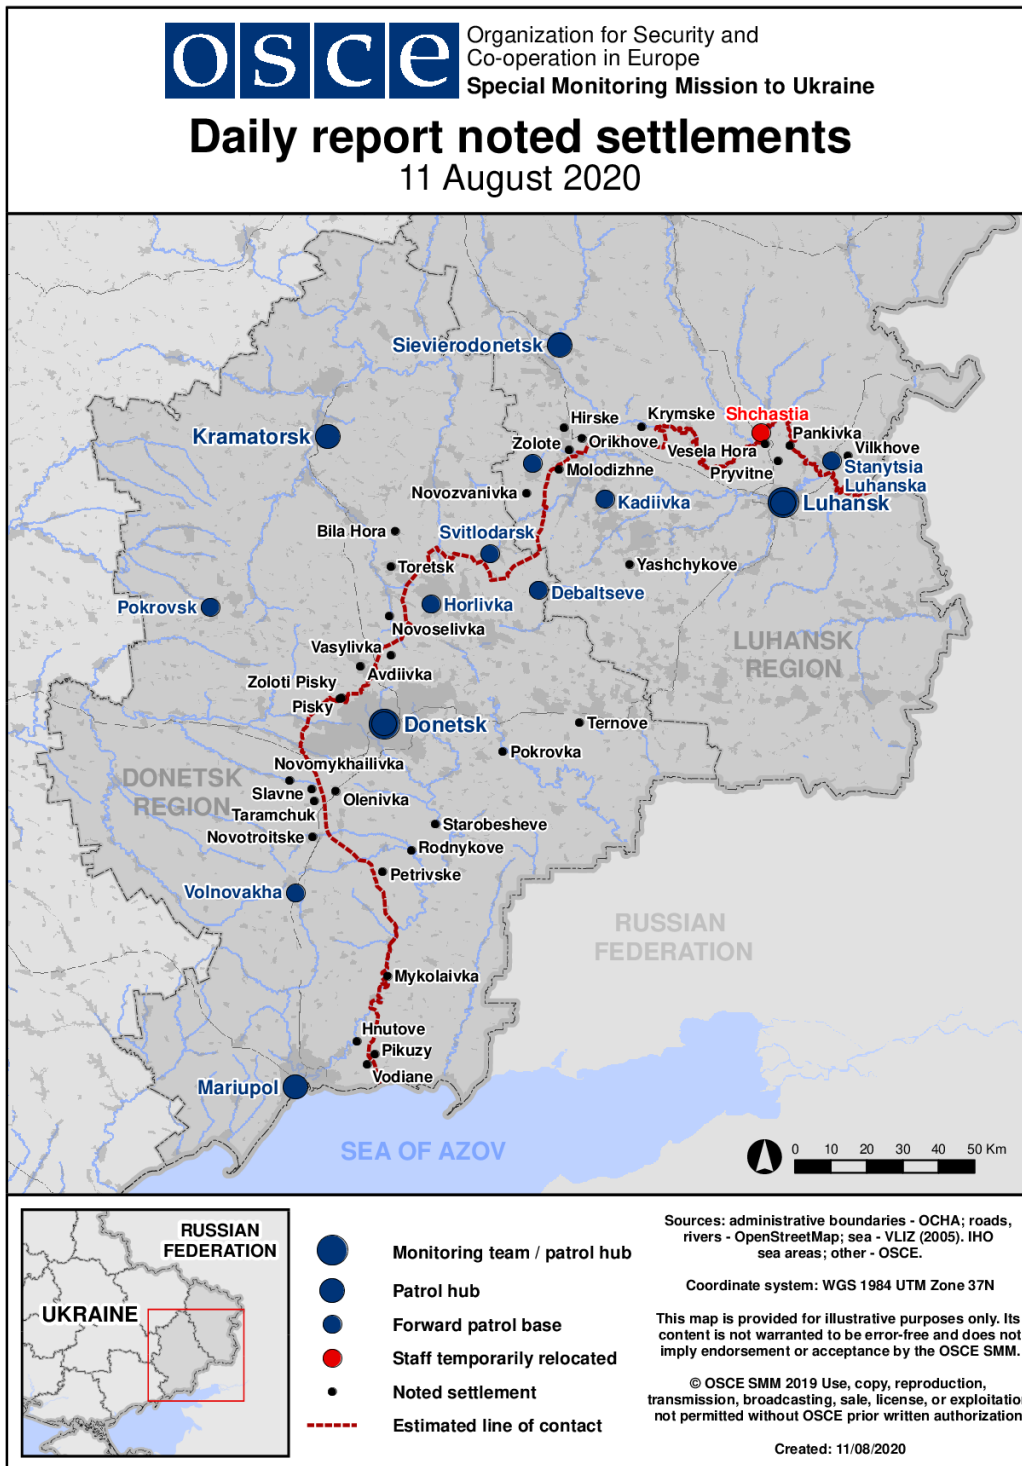 osce
Organization for Security and
Co-operation in Europe
Special Monitoring Mission to Ukraine
Daily report noted settlements
11 August 2020
Sievierodonetsk
Kramatorsk
Hirske
Krymske
Shchastia
Zolote
Orikhove
Vesela Hora
Pankivka
Vilkhove
Molodizhne
Pryvitne
Stanytsia
Luhanska
Novozvanivka
Kadiivka
Luhansk
Bila Hora
Svitlodarsk
Toretsk
Yashchykove
Debaltseve
Pokrovsk
Horlivka
Novoselivka
LUHANSK
REGION
Vasylivka
Avdiivka
Zoloti Pisky
Pisky
Donetsk
Ternove
Pokrovka
Novomykhailivka
DONETSK
REGION
Slavne
Olenivka
Taramchuk
Starobesheve
Novotroitske
Rodnykove
Petrivske
Volnovakha
RUSSIAN
FEDERATION
Mykolaivka
Hnutove
Pikuzy
Vodiane
Mariupol
SEA OF AZOV
0 10 20 30 40 50 Km
RUSSIAN
FEDERATION
UKRAINE
Monitoring team / patrol hub
Patrol hub
Forward patrol base
Staff temporarily relocated
Noted settlement
Estimated line of contact
Sources: administrative boundaries - OCHA; roads,
rivers - OpenStreetMap; sea - VLIZ (2005). IHO
sea areas; other - OSCE.
Coordinate system: WGS 1984 UTM Zone 37N
This map is provided for illustrative purposes only. Its
content is not warranted to be error-free and does not
imply endorsement or acceptance by the OSCE SMM.
© OSCE SMM 2019 Use, copy, reproduction,
transmission, broadcasting, sale, license, or exploitation
not permitted without OSCE prior written authorization
Created: 11/08/2020